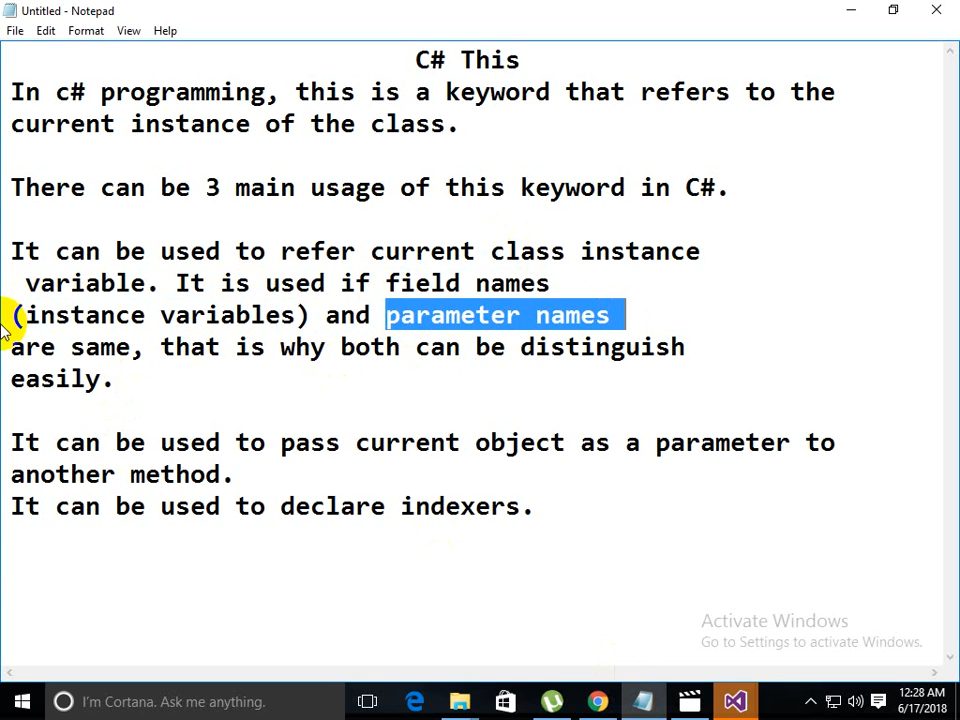 Untitled - Notepad
File Edit Format View Help
C# This
In c# programming, this is a keyword that refers to the
current instance of the class.
There can be 3 main usage of this keyword in C#.
It can be used to refer current class instance
variable. It is used if field names
(instance variables) and parameter names
are same, that is why both can be distinguish
easily.
It can be used to pass current object as a parameter to
another method.
It can be used to declare indexers.
Activate Windows
Go to Settings to activate Windows.
I'm Cortana. Ask me anything.
12:28 AM
6/17/2018